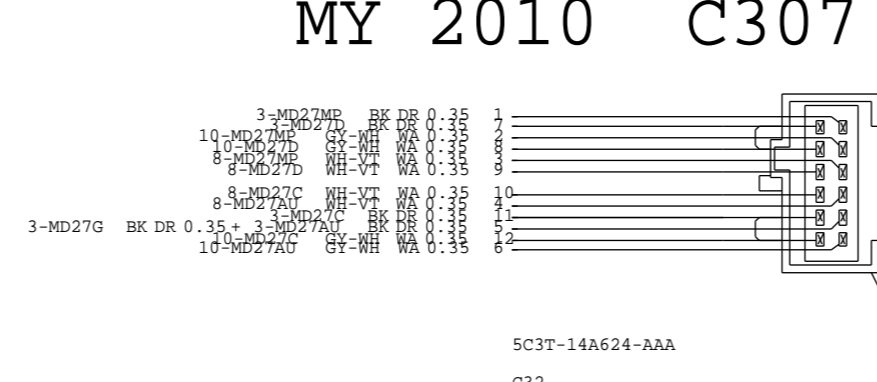 MY 2010 C307
3-MD27MP BK DR 0.35 1
3-MD27D BK DR 0.35 7
10-MD27MP GY-WH WA 0.35 2
10-MD27D GY-WH WA 0.35 8
8-MD27MP WH-VT WA 0.35 3
8-MD27D WH-VT WA 0.35 9
8-MD27C WH-VT WA 0.35 10
8-MD27AU WH-VT WA 0.35 4
3-MD27C BK DR 0.35 11
3-MD27G BK DR 0.35 + 3-MD27AU BK DR 0.35 5
10-MD27C GY-WH WA 0.35 12
10-MD27AU GY-WH WA 0.35 6
5C3T-14A624-AAA
C32